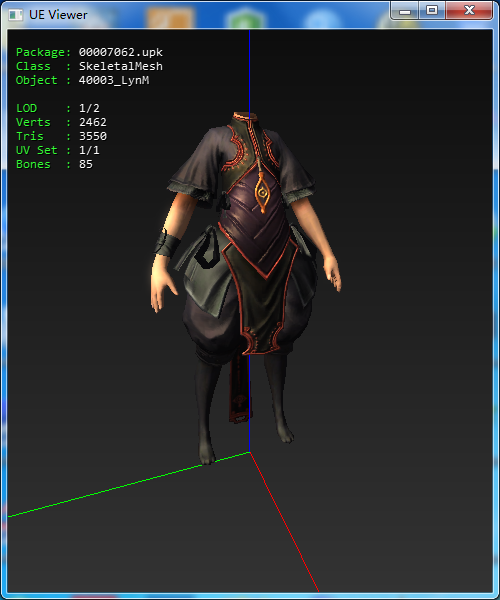 UE Viewer
Package: 00007062.upk
Class : SkeletalMesh
Object : 40003_LynM
LOD : 1/2
Verts : 2462
Tris : 3550
UV Set : 1/1
Bones : 85